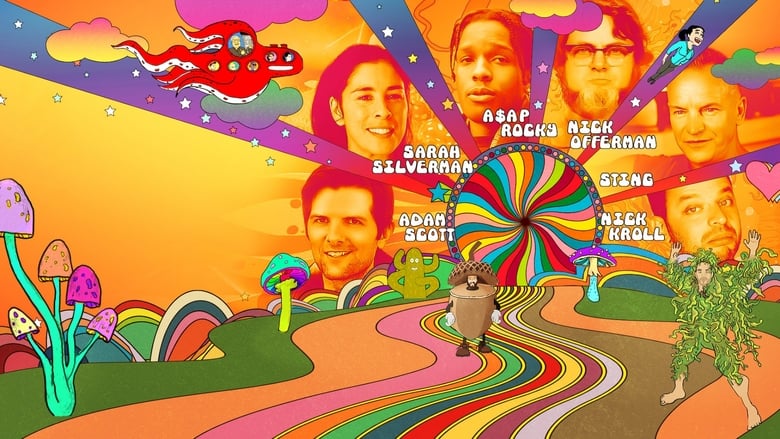 A$AP
ROCKY
NICK
OFFERMAN
SARAH
SILVERMAN
STING
ADAM
SCOTT
NICK
KROLL